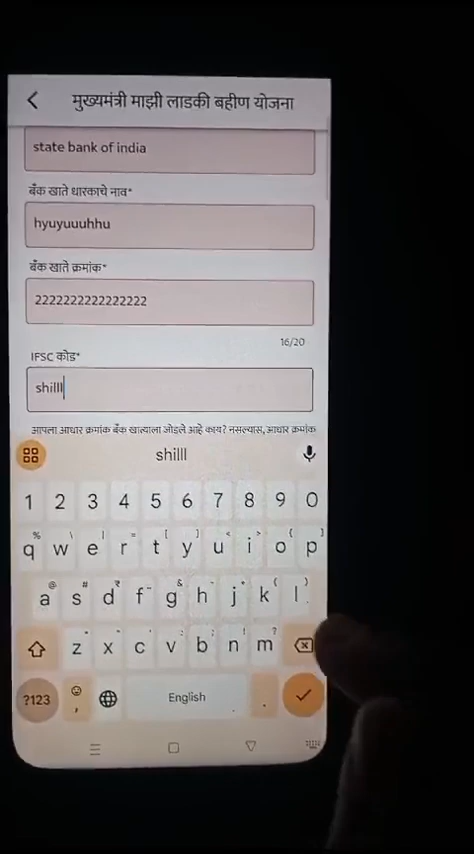 मुख्यमंत्री माझी लाडकी बहीण योजना
state bank of india
बँक खाते धारकाचे नाव*
hyuyuuuhhu
बँक खाते क्रमांक*
2222222222222222
16/20
IFSC कोड*
shilll
आपला आधार क्रमांक बँक खात्याला जोडले आहे काय? नसल्यास, आधार क्रमांक
shilll
1 2 3 4 5 6 7 8 9 0
q w e r t y u i o p
a s d f g h j k l
z x c v b n m
?123 , English .